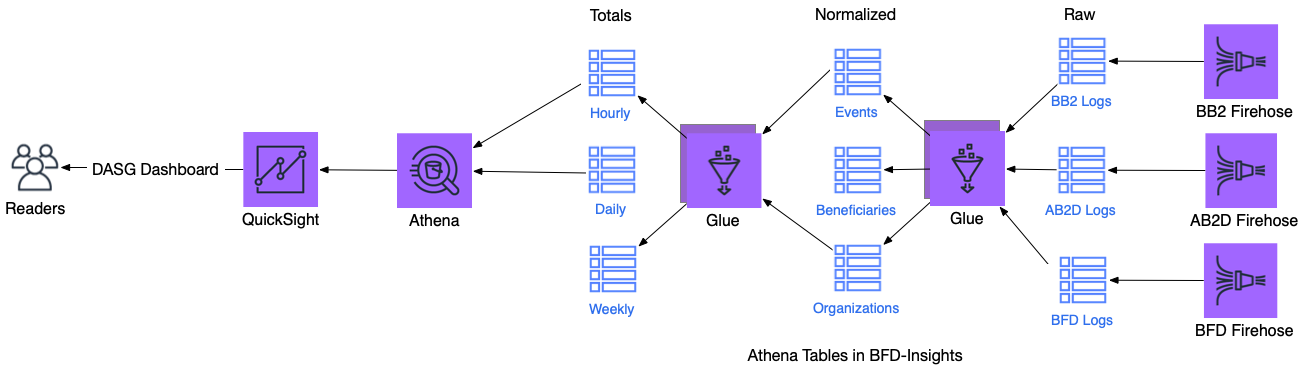 Totals
Normalized
Raw
Hourly
Events
BB2 Logs
BB2 Firehose
DASG Dashboard
Readers
QuickSight
Athena
Daily
Glue
Beneficiaries
Glue
AB2D Logs
AB2D Firehose
Weekly
Organizations
BFD Logs
BFD Firehose
Athena Tables in BFD-Insights